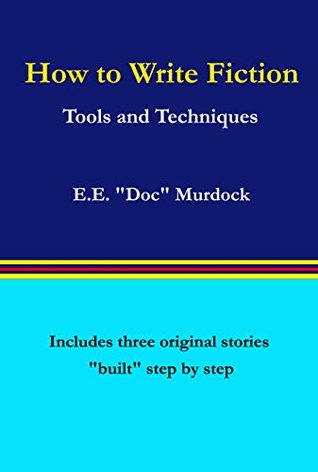 How to Write Fiction
Tools and Techniques
E.E. "Doc" Murdock
Includes three original stories
"built" step by step